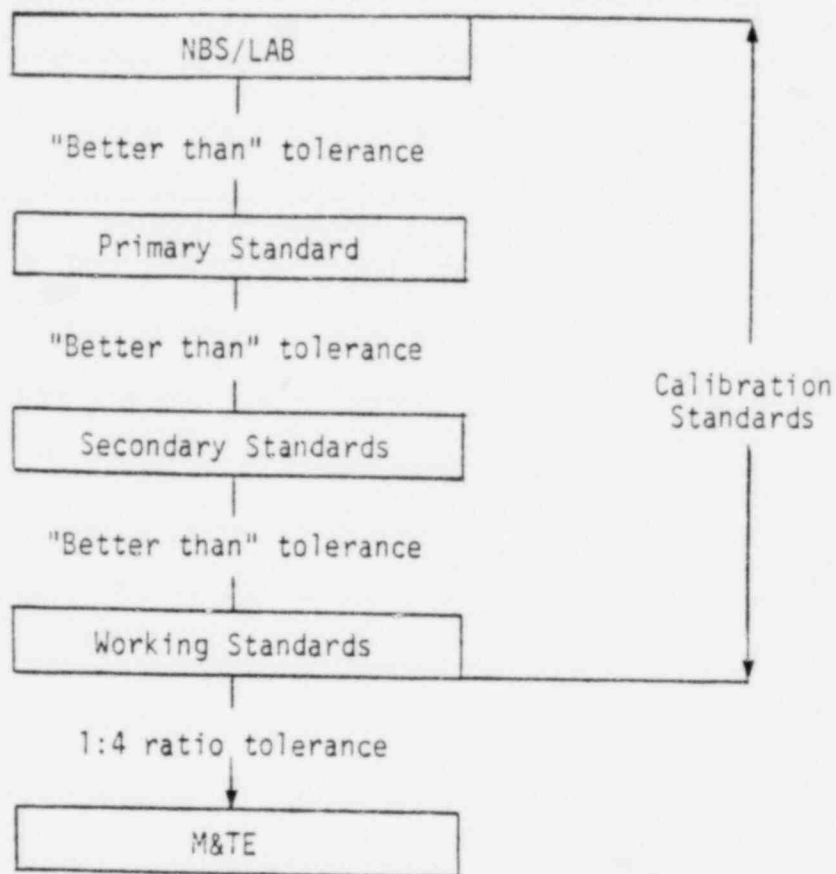 NBS/LAB
"Better than" tolerance
Primary Standard
"Better than" tolerance
Calibration
Standards
Secondary Standards
"Better than" tolerance
Working Standards
1:4 ratio tolerance
M&TE